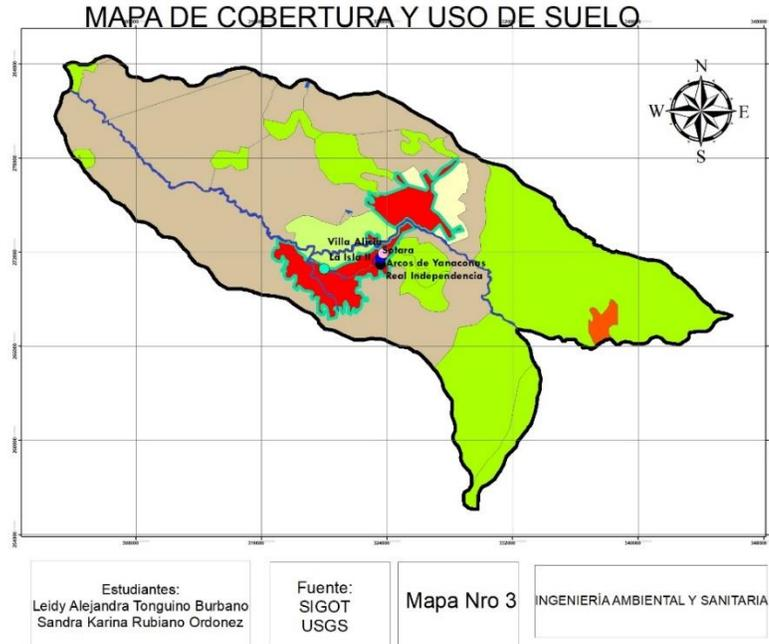 MAPA DE COBERTURA Y USO DE SUELO
N
W E
S
Villa Alicia
Sotara
La Isla II
Arcos de Yanaconas
Real Independencia
Estudiantes:
Leidy Alejandra Tonguino Burbano
Sandra Karina Rubiano Ordonez
Fuente:
SIGOT
USGS
Mapa Nro 3
INGENIERÍA AMBIENTAL Y SANITARIA